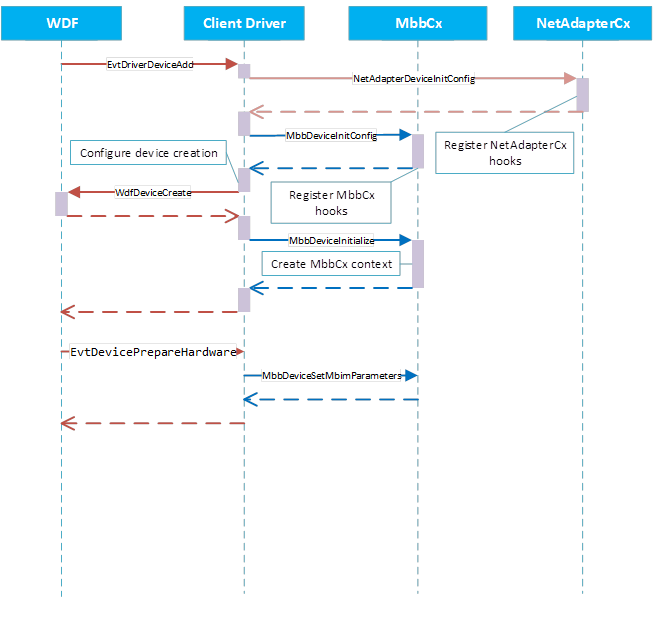 WDF
Client Driver
MbbCx
NetAdapterCx
EvtDriverDeviceAdd
NetAdapterDeviceInitConfig
MbbDeviceInitConfig
Register NetAdapterCx
hooks
Configure device creation
WdfDeviceCreate
Register MbbCx
hooks
MbbDeviceInitialize
Create MbbCx context
EvtDevicePrepareHardware
MbbDeviceSetMbimParameters